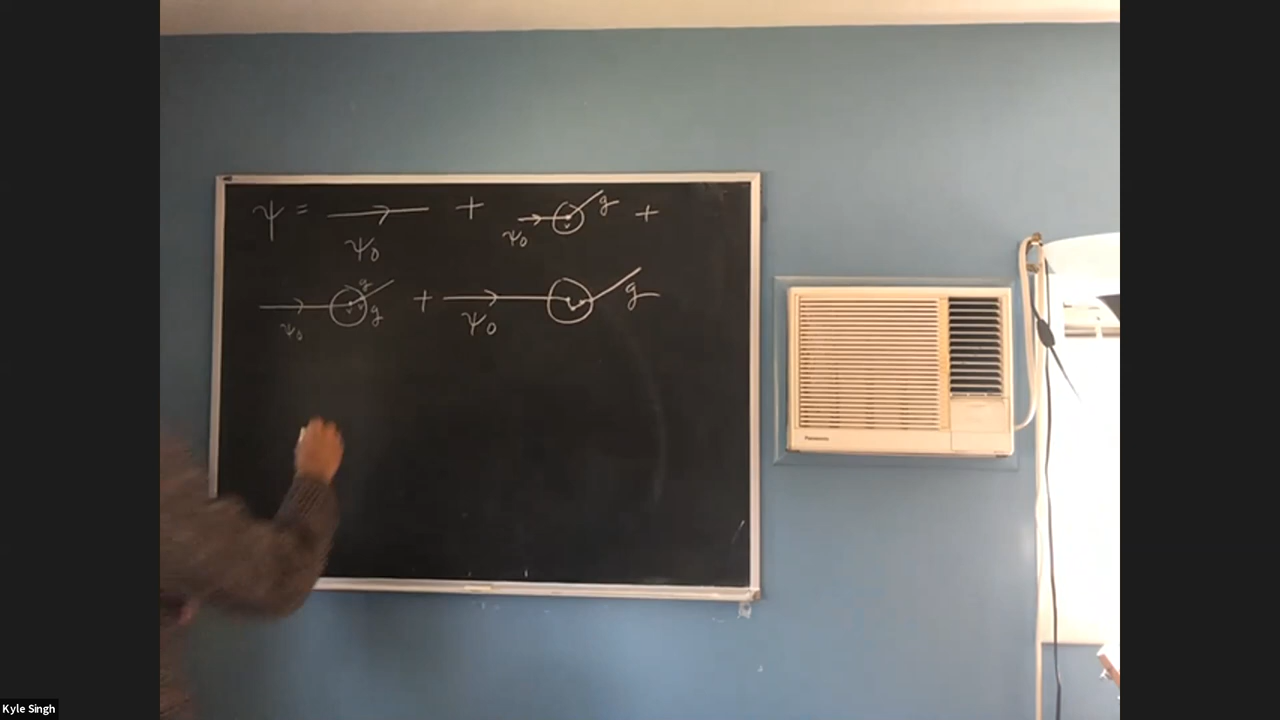 ψ = + g +
ψ₀ ψ₀ v
g + g
ψ₀ v v g ψ₀ v
Panasonic
Kyle Singh